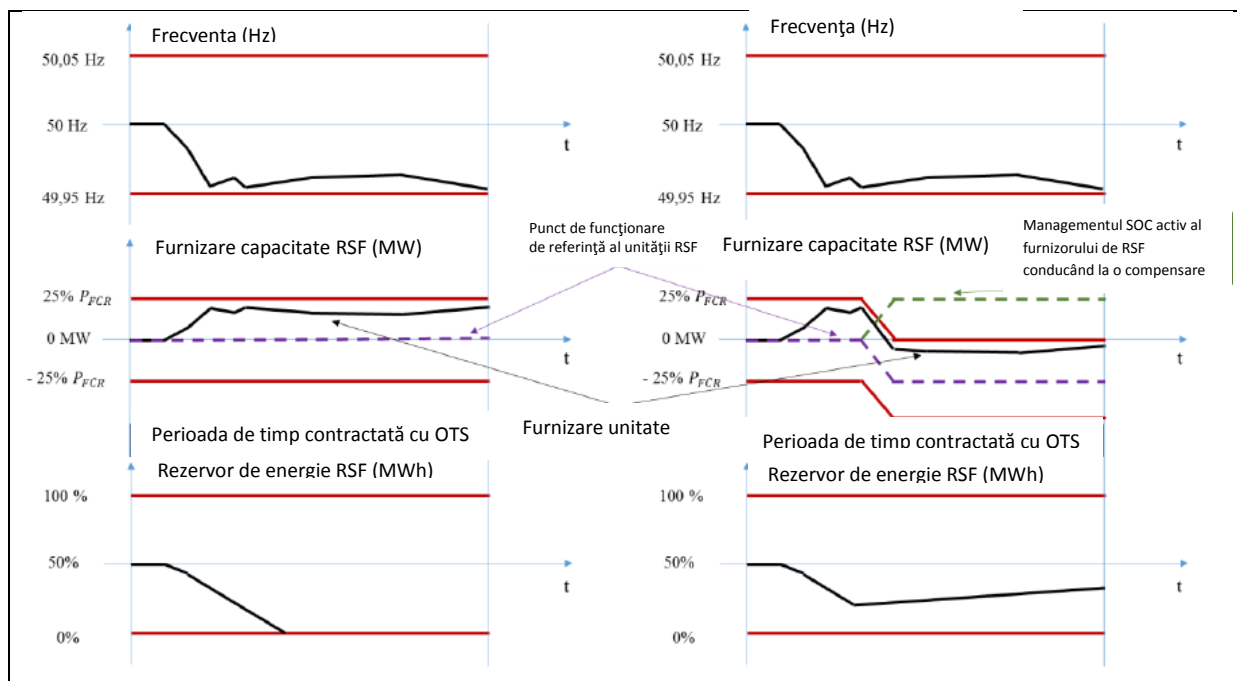 Frecventa (Hz)
50,05 Hz
50 Hz
t
49,95 Hz
Furnizare capacitate RSF (MW)
25% P_FCR
0 MW
t
- 25% P_FCR
Perioada de timp contractată cu OTS
Rezervor de energie RSF (MWh)
100 %
50%
t
0%
Punct de funcţionare
de referinţă al unităţii RSF
Furnizare unitate
Frecvenţa (Hz)
50,05 Hz
50 Hz
t
49,95 Hz
Managementul SOC activ al
furnizorului de RSF
conducând la o compensare
Furnizare capacitate RSF (MW)
25% P_FCR
0 MW
t
- 25% P_FCR
Perioada de timp contractată cu OTS
Rezervor de energie RSF (MWh)
100 %
50%
t
0%